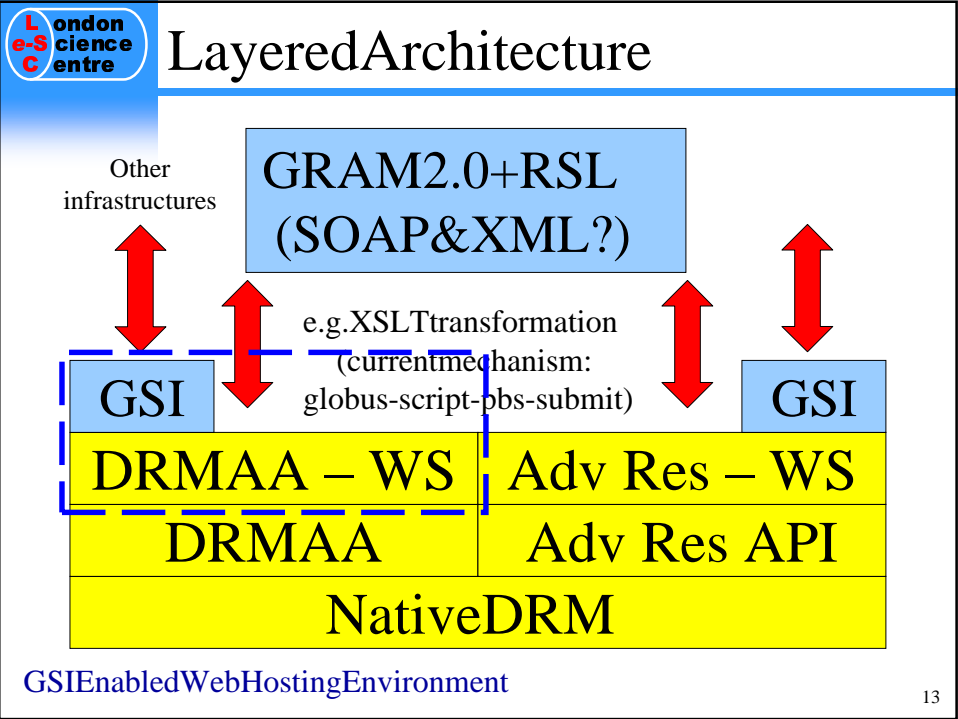 London
e-Science
Centre
LayeredArchitecture
Other
infrastructures
GRAM2.0+RSL
(SOAP&XML?)
e.g.XSLTtransformation
(currentmechanism:
globus-script-pbs-submit)
GSI
GSI
DRMAA – WS
Adv Res – WS
DRMAA
Adv Res API
NativeDRM
GSIEnabledWebHostingEnvironment
13